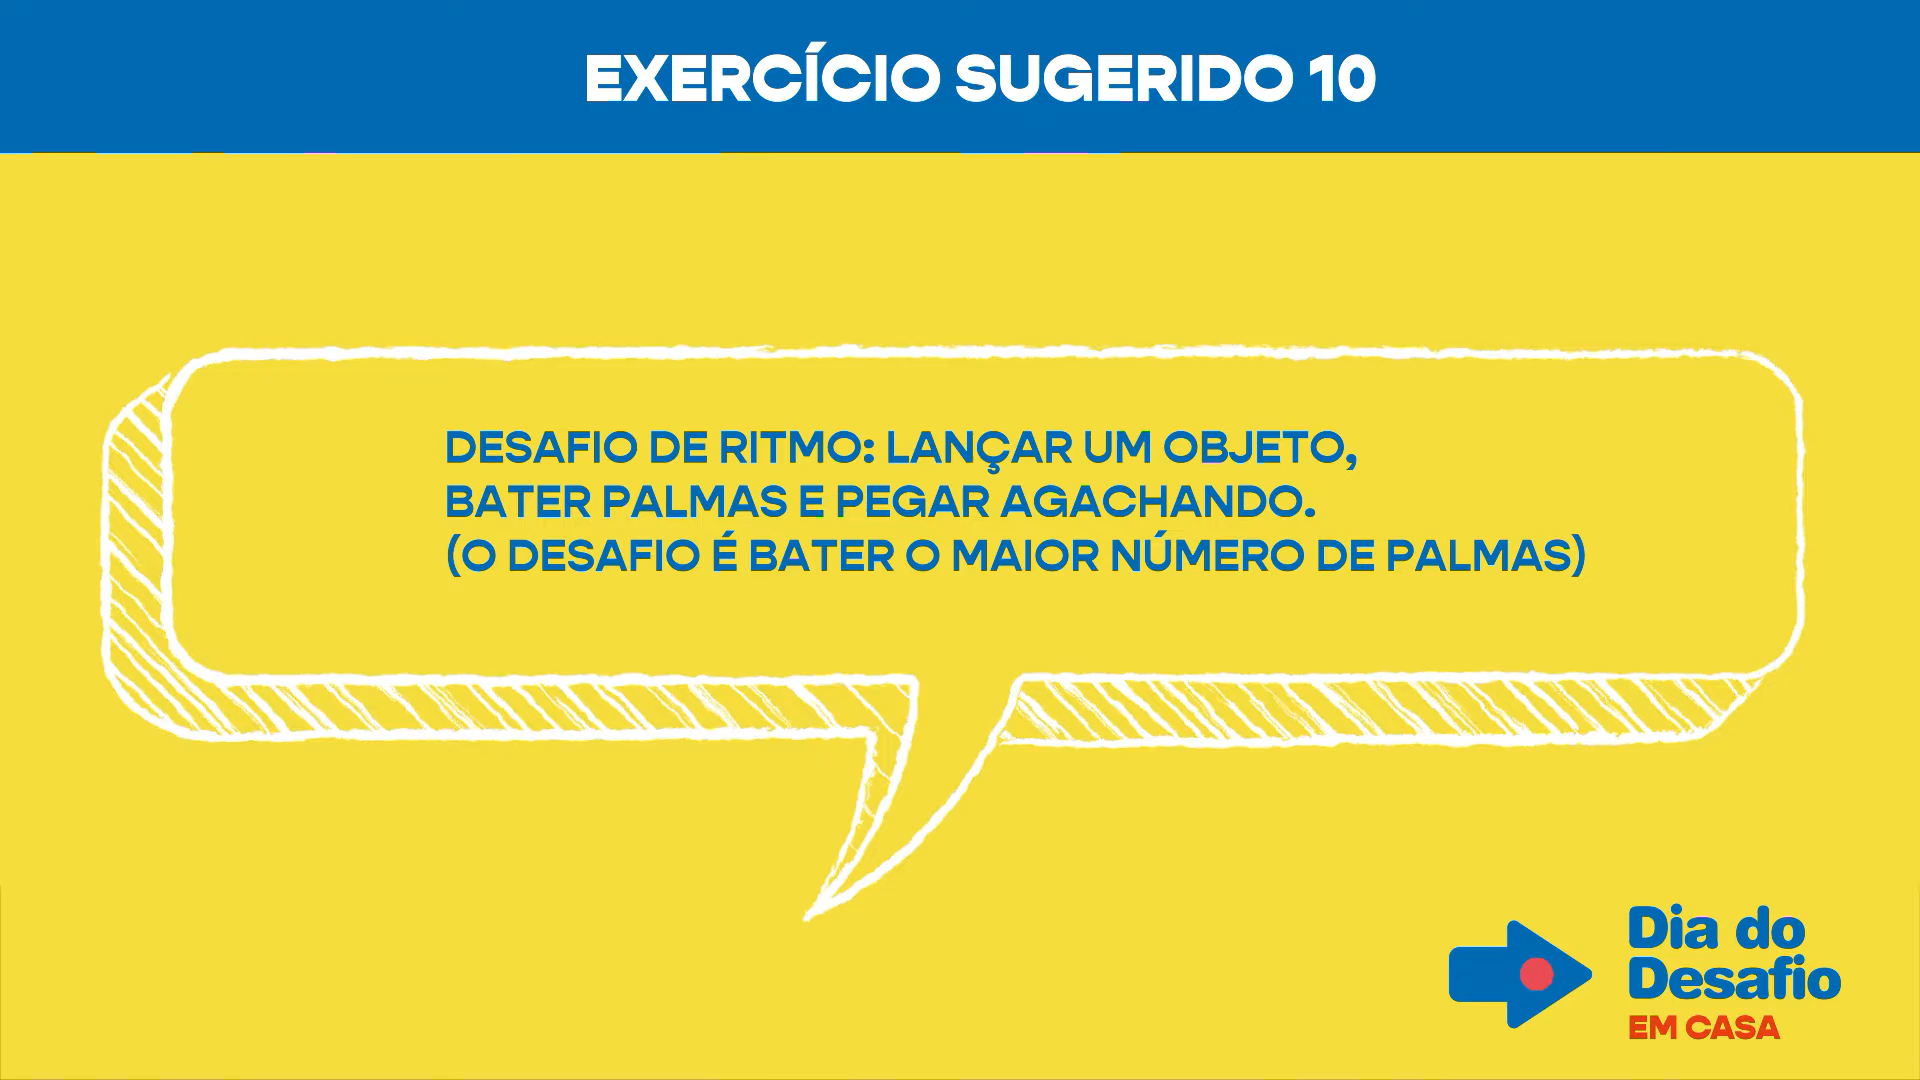 EXERCÍCIO SUGERIDO 10
DESAFIO DE RITMO: LANÇAR UM OBJETO,
BATER PALMAS E PEGAR AGACHANDO.
(O DESAFIO É BATER O MAIOR NÚMERO DE PALMAS)
Dia do
Desafio
EM CASA